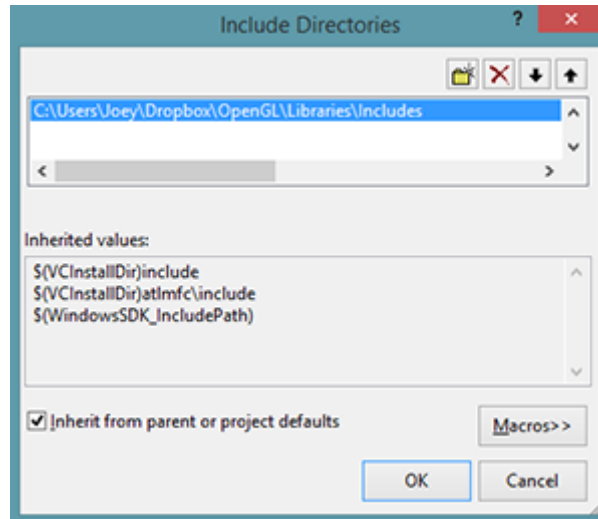 Include Directories
?
C:\Users\Joey\Dropbox\OpenGL\Libraries\Includes
Inherited values:
$(VCInstallDir)include
$(VCInstallDir)atlmfc\include
$(WindowsSDK_IncludePath)
Inherit from parent or project defaults
Macros>>
OK
Cancel